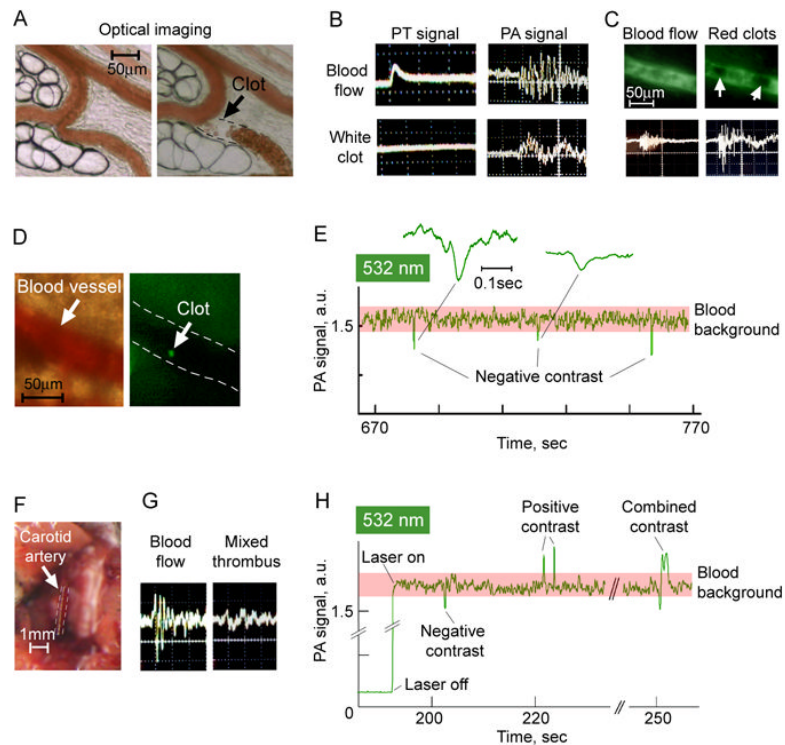 A
Optical imaging
50μm
Clot
B
PT signal
PA signal
Blood
flow
White
clot
C
Blood flow
Red clots
50μm
D
Blood vessel
50μm
Clot
E
532 nm
0.1sec
PA signal, a.u.
1.5
Blood
background
Negative contrast
670
770
Time, sec
F
Carotid
artery
1mm
G
Blood
flow
Mixed
thrombus
H
532 nm
Positive
contrast
Combined
contrast
Laser on
Blood
background
PA signal, a.u.
1.5
Negative
contrast
Laser off
0
200
220
250
Time, sec